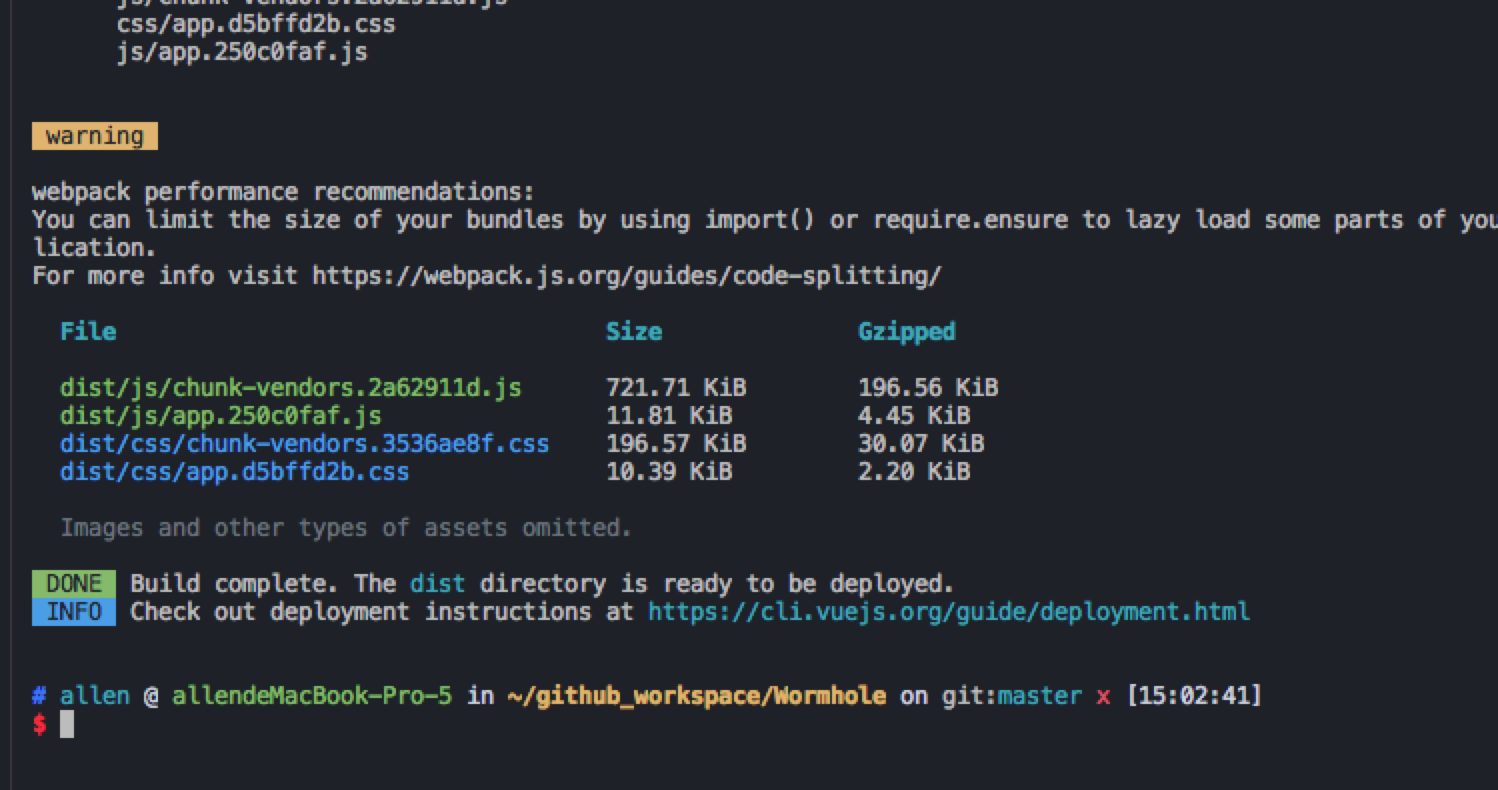 js/chunk-vendors.2a62911d.js
css/app.d5bffd2b.css
js/app.250c0faf.js
warning
webpack performance recommendations:
You can limit the size of your bundles by using import() or require.ensure to lazy load some parts of you
lication.
For more info visit https://webpack.js.org/guides/code-splitting/
File Size Gzipped
dist/js/chunk-vendors.2a62911d.js 721.71 KiB 196.56 KiB
dist/js/app.250c0faf.js 11.81 KiB 4.45 KiB
dist/css/chunk-vendors.3536ae8f.css 196.57 KiB 30.07 KiB
dist/css/app.d5bffd2b.css 10.39 KiB 2.20 KiB
Images and other types of assets omitted.
DONE Build complete. The dist directory is ready to be deployed.
INFO Check out deployment instructions at https://cli.vuejs.org/guide/deployment.html
# allen @ allendeMacBook-Pro-5 in ~/github_workspace/Wormhole on git:master x [15:02:41]
$